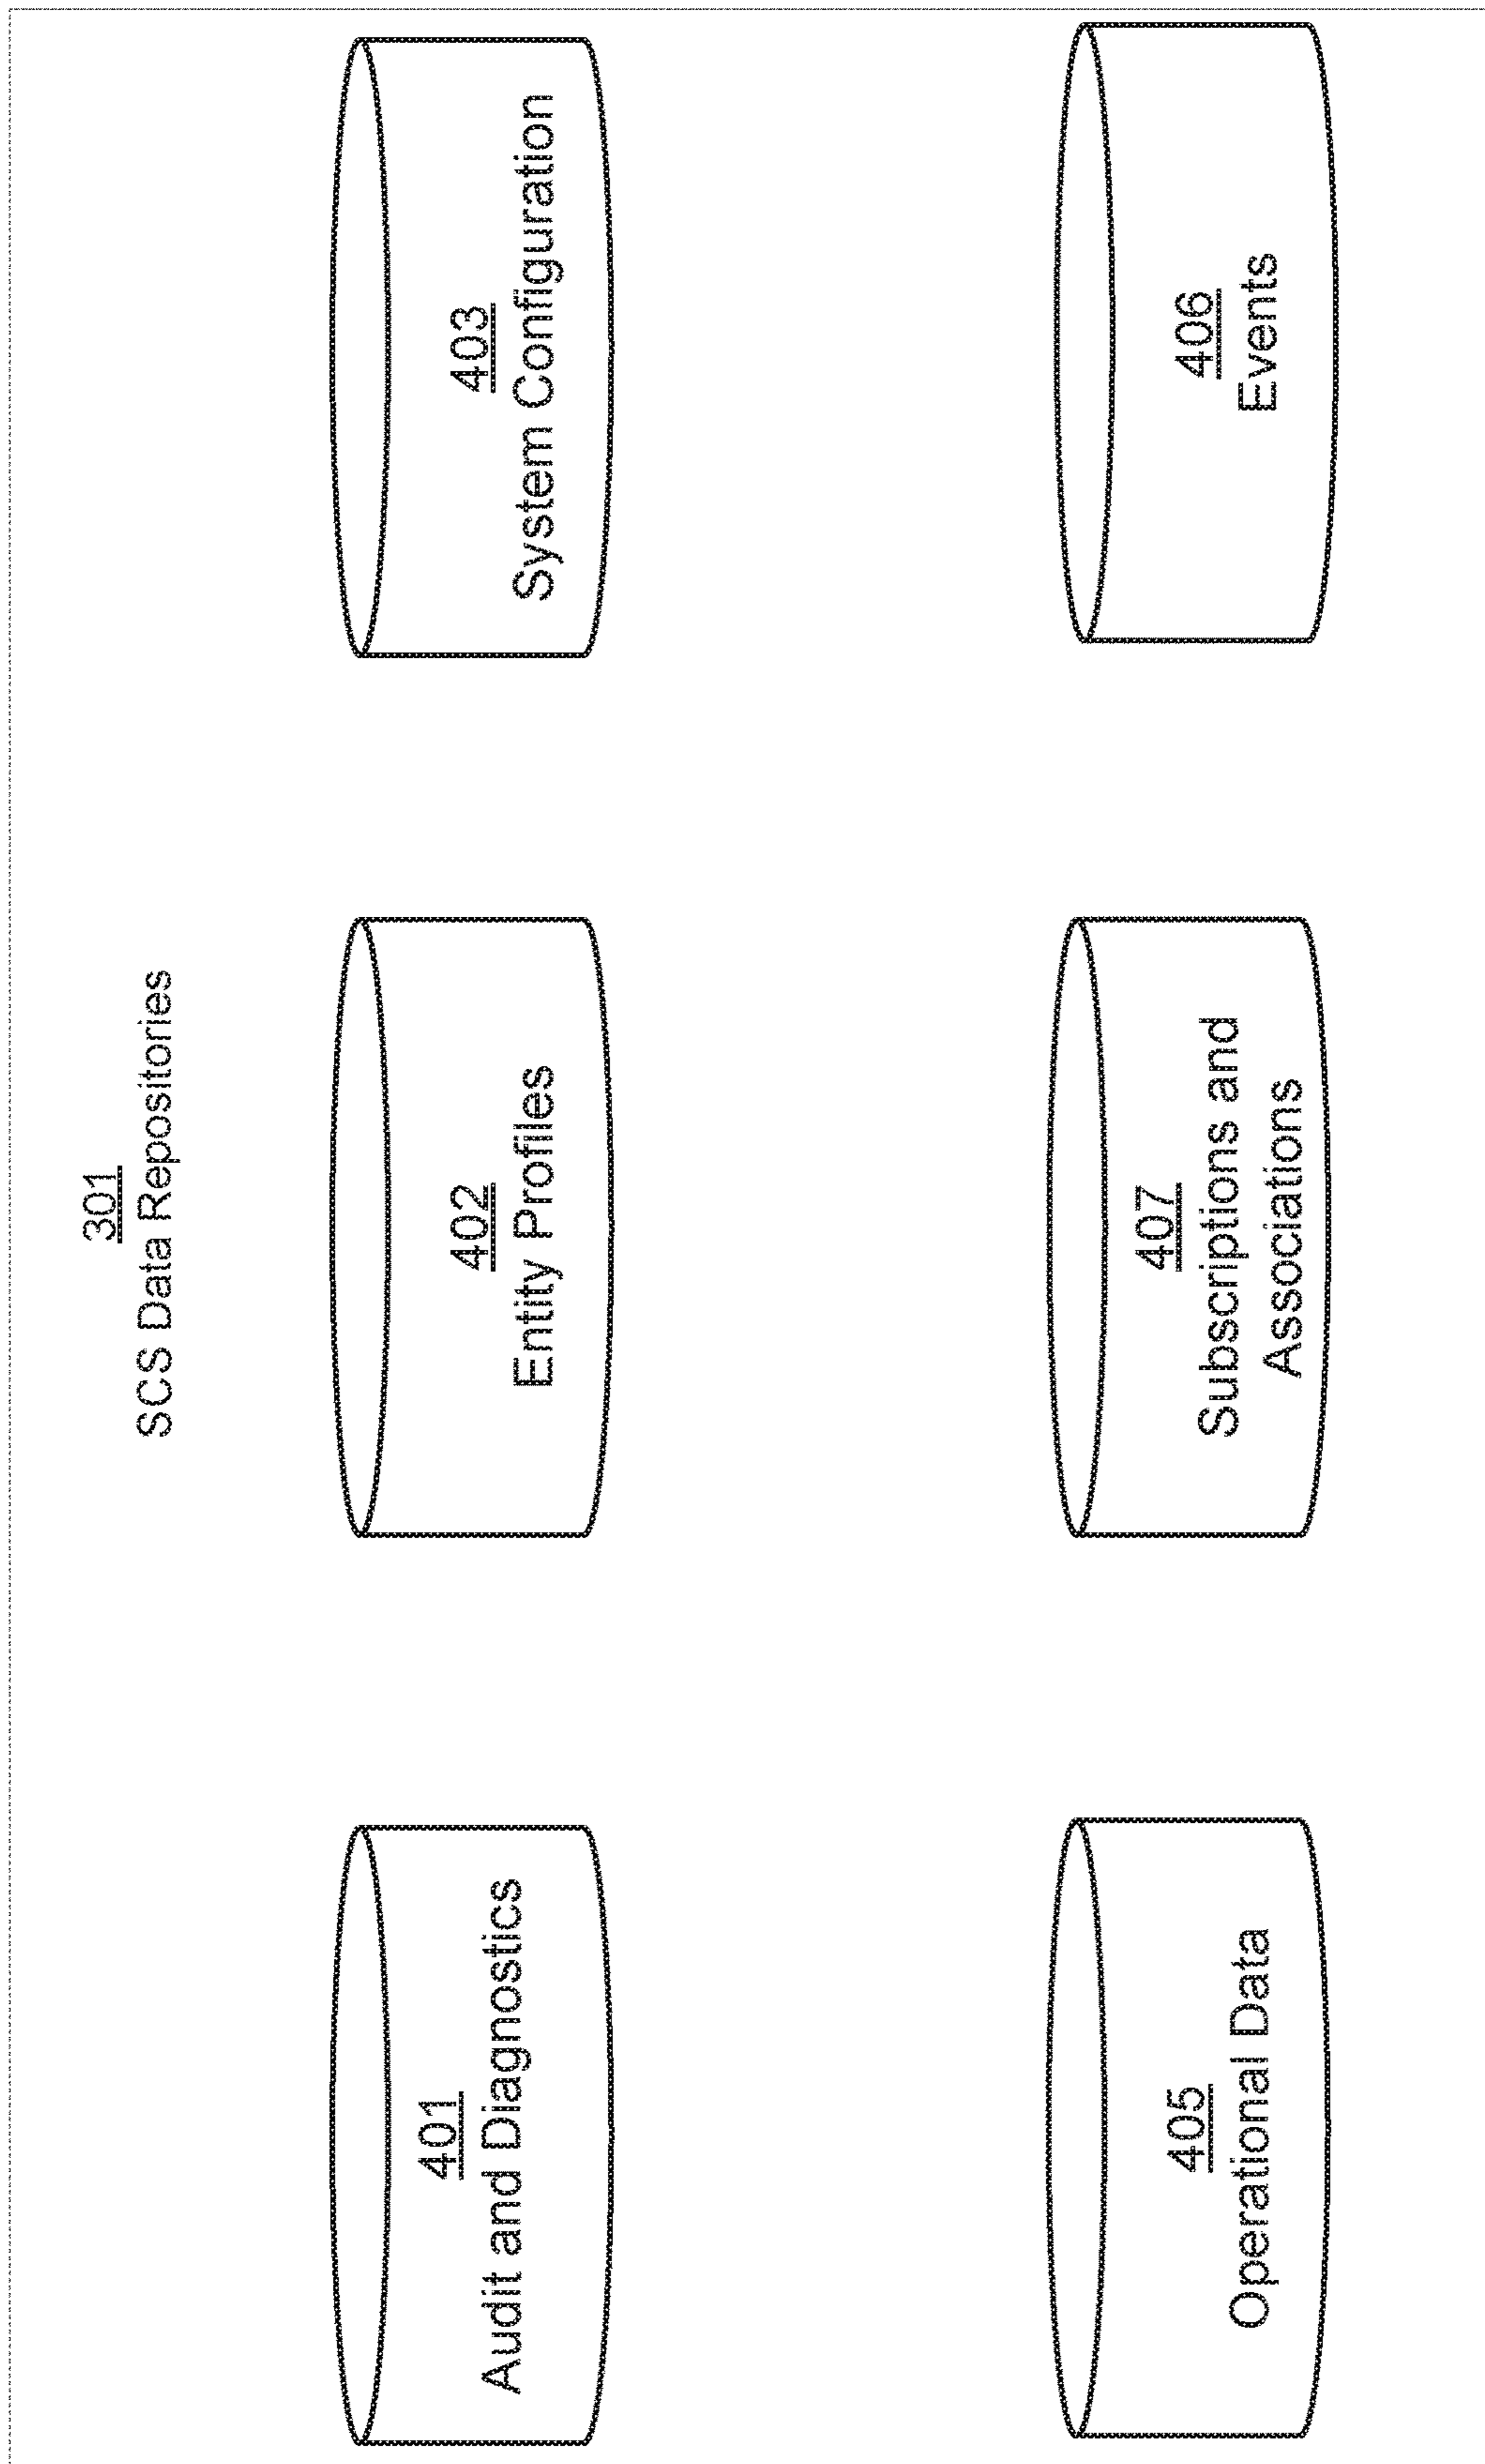 301
SCS Data Repositories
401
Audit and Diagnostics
402
Entity Profiles
403
System Configuration
405
Operational Data
407
Subscriptions and
Associations
406
Events